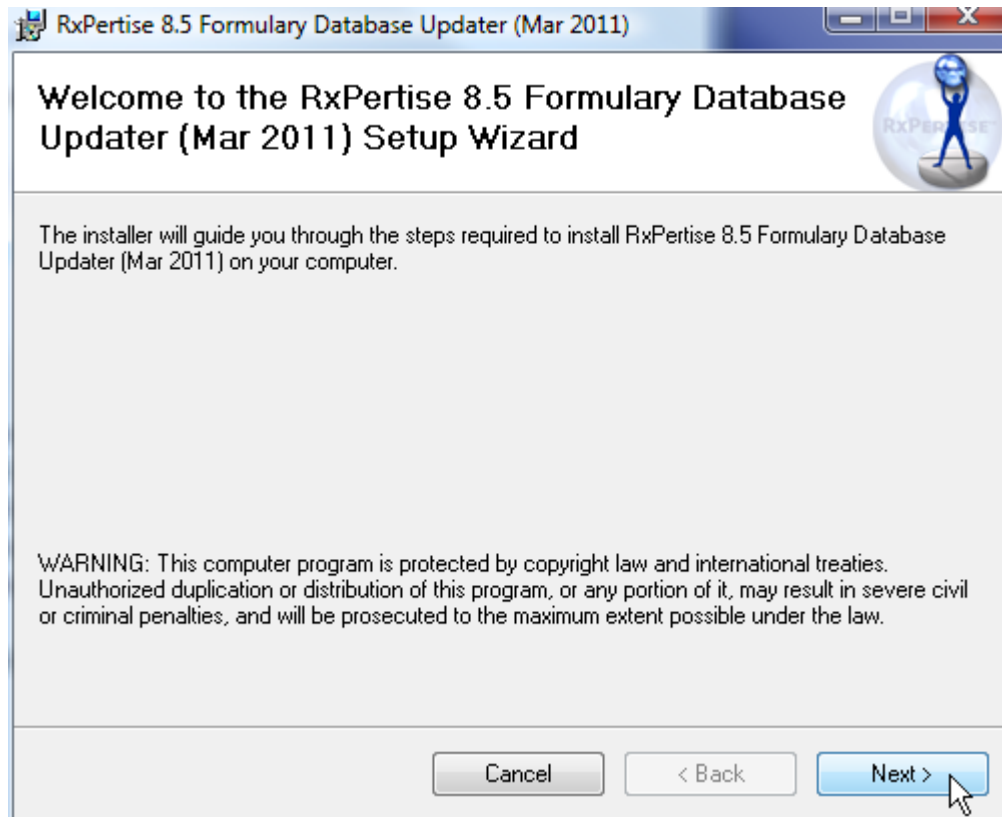 RxPertise 8.5 Formulary Database Updater (Mar 2011)
Welcome to the RxPertise 8.5 Formulary Database
Updater (Mar 2011) Setup Wizard
RXPERTISE
The installer will guide you through the steps required to install RxPertise 8.5 Formulary Database
Updater (Mar 2011) on your computer.
WARNING: This computer program is protected by copyright law and international treaties.
Unauthorized duplication or distribution of this program, or any portion of it, may result in severe civil
or criminal penalties, and will be prosecuted to the maximum extent possible under the law.
Cancel
< Back
Next >